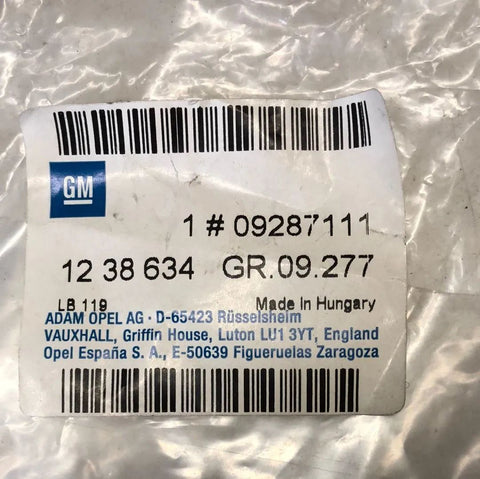 GM
1 # 09287111
12 38 634 GR.09.277
LB 119 Made in Hungary
ADAM OPEL AG · D-65423 Rüsselsheim
VAUXHALL, Griffin House, Luton LU1 3YT, England
Opel España S. A., E-50639 Figueruelas Zaragoza